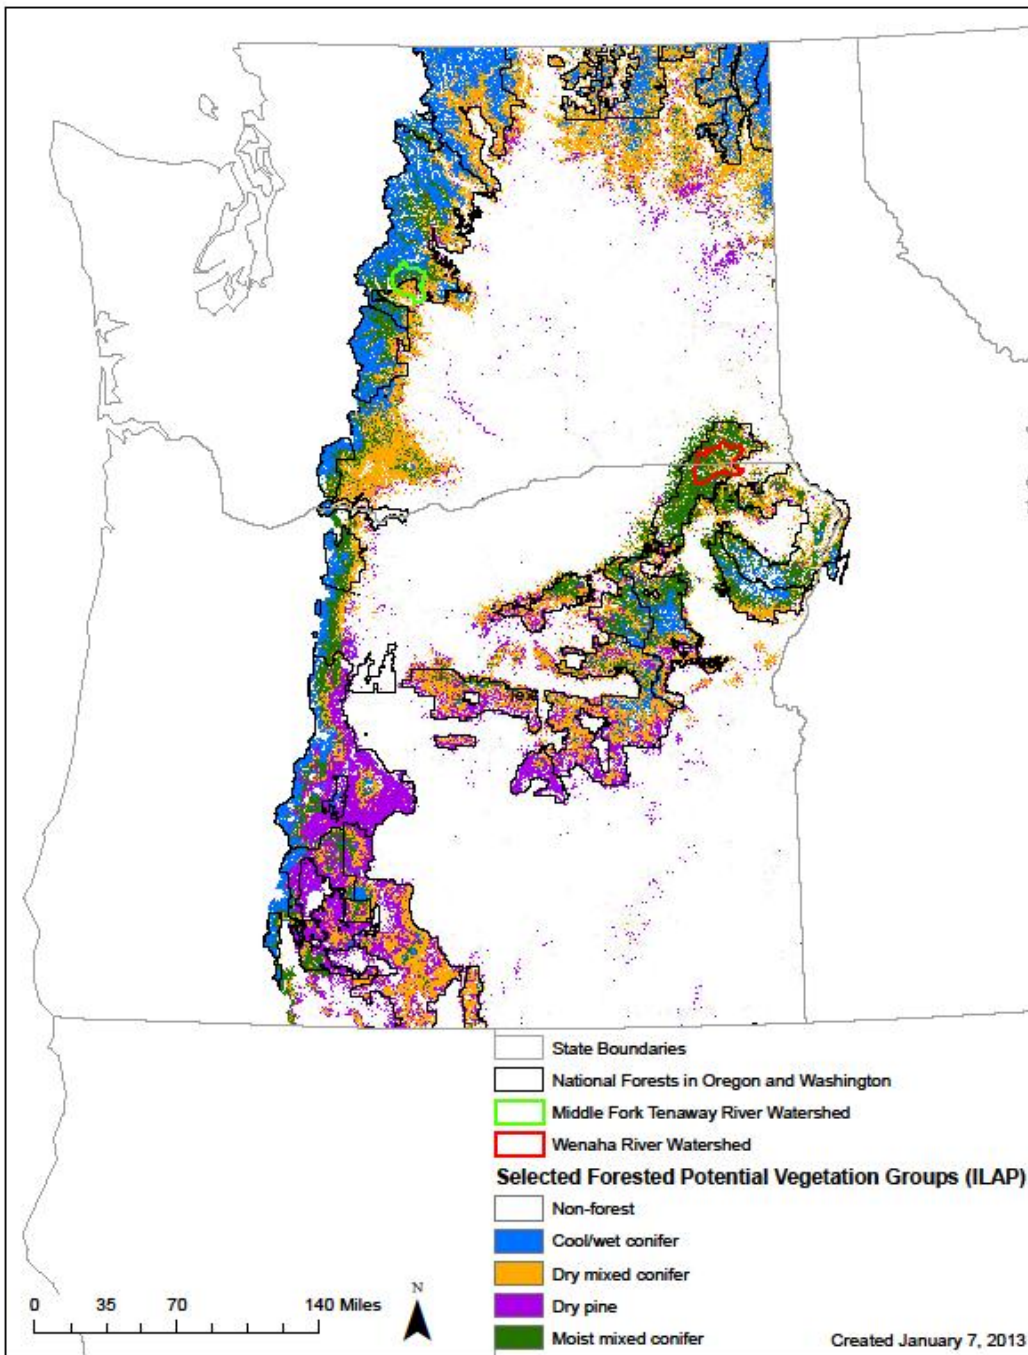 State Boundaries
National Forests in Oregon and Washington
Middle Fork Tenaway River Watershed
Wenaha River Watershed
Selected Forested Potential Vegetation Groups (ILAP)
Non-forest
Cool/wet conifer
Dry mixed conifer
Dry pine
Moist mixed conifer
N
0 35 70 140 Miles
Created January 7, 2013